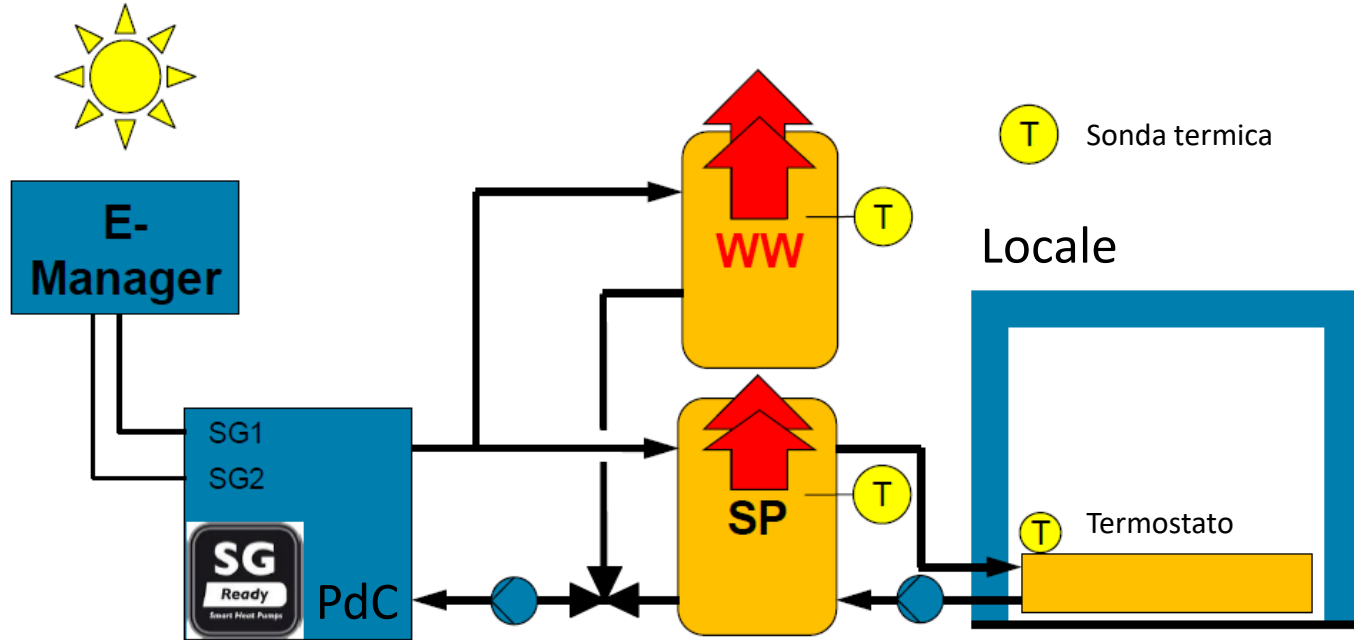 E-
Manager
SG1
SG2
SG
Ready
Smart Heat Pumps
PdC
WW
T
SP
T
T
Sonda termica
Locale
T
Termostato